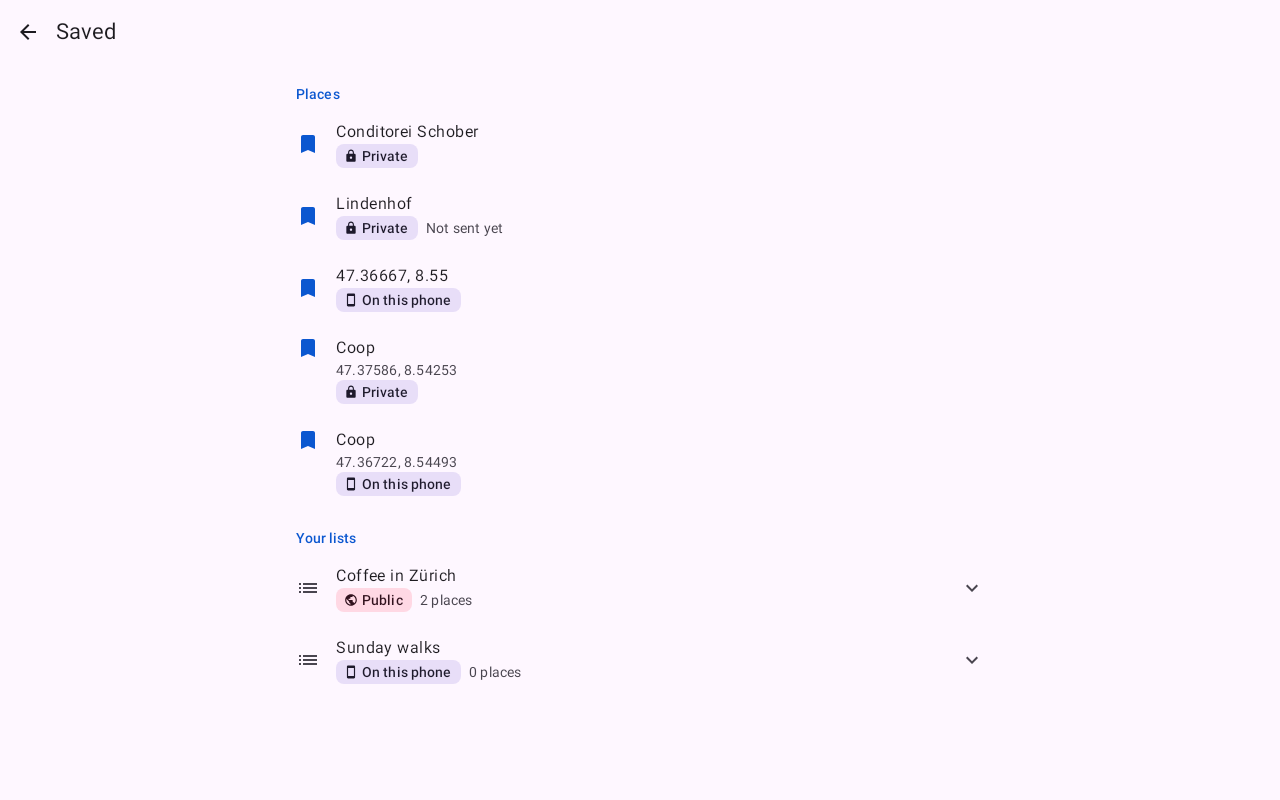 Saved
Places
Conditorei Schober
Private
Lindenhof
Private Not sent yet
47.36667, 8.55
On this phone
Coop
47.37586, 8.54253
Private
Coop
47.36722, 8.54493
On this phone
Your lists
Coffee in Zürich
Public 2 places
Sunday walks
On this phone 0 places